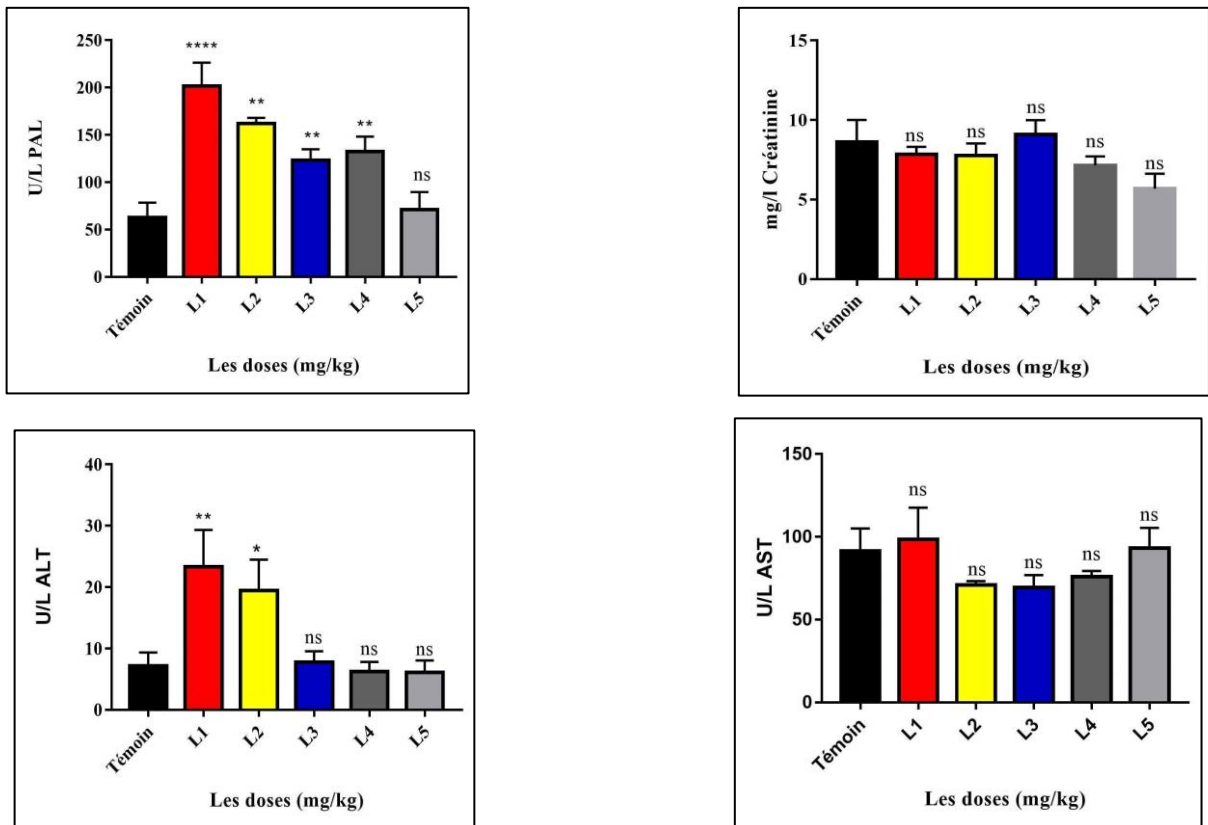 U/L PAL
250
200
150
100
50
0
****
**
**
**
ns
Témoin
L1
L2
L3
L4
L5
Les doses (mg/kg)
mg/l Créatinine
15
10
5
0
ns
ns
ns
ns
ns
Témoin
L1
L2
L3
L4
L5
Les doses (mg/kg)
U/L ALT
40
30
20
10
0
**
*
ns
ns
ns
Témoin
L1
L2
L3
L4
L5
Les doses (mg/kg)
U/L AST
150
100
50
0
ns
ns
ns
ns
ns
Témoin
L1
L2
L3
L4
L5
Les doses (mg/kg)